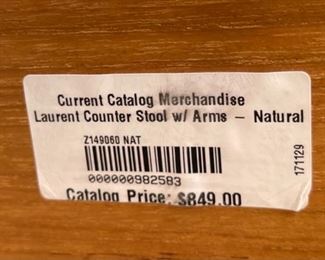 Current Catalog Merchandise
Laurent Counter Stool w/ Arms – Natural
Z149060 NAT
000000982583
171129
Catalog Price: $849.00